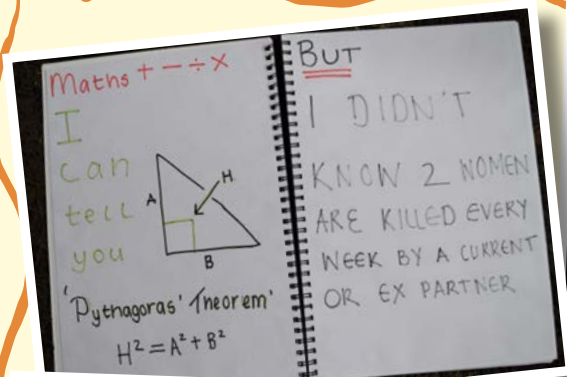 Maths + - ÷ x
I
can
tell
you
A
H
B
'Pythagoras' Theorem'
H² = A² + B²
BUT
I DIDN'T
KNOW 2 WOMEN
ARE KILLED EVERY
WEEK BY A CURRENT
OR EX PARTNER